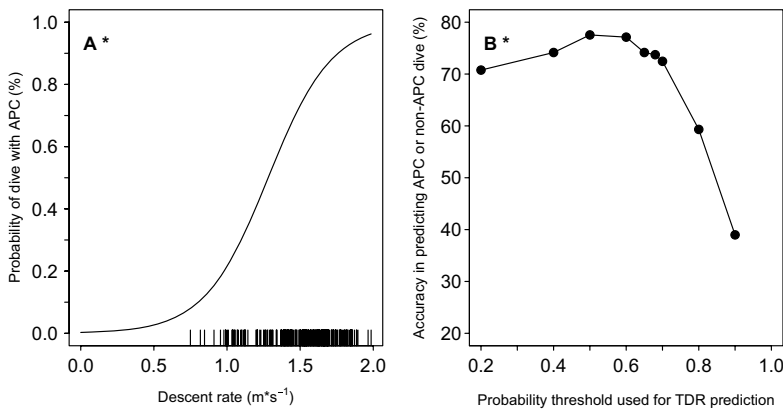 A *
Probability of dive with APC (%)
1.0
0.8
0.6
0.4
0.2
0.0
0.0 0.5 1.0 1.5 2.0
Descent rate (m*s⁻¹)
B *
Accuracy in predicting APC or non-APC dive (%)
80
70
60
50
40
30
20
0.2 0.4 0.6 0.8 1.0
Probability threshold used for TDR prediction